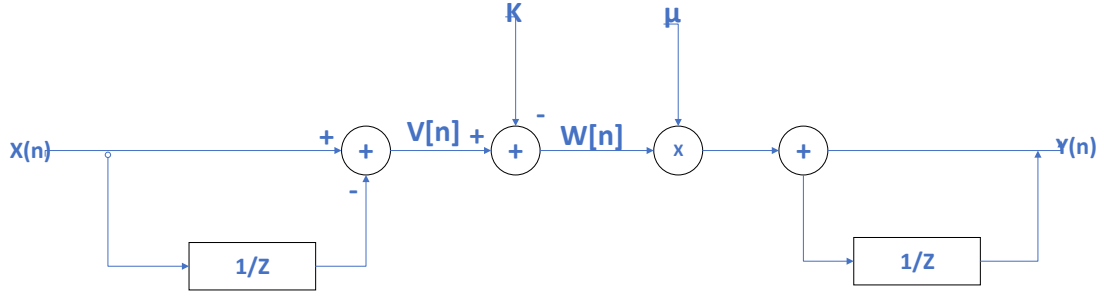 K
μ
X(n)
+
+
-
V[n]
+
+
-
W[n]
x
+
Y(n)
1/Z
1/Z